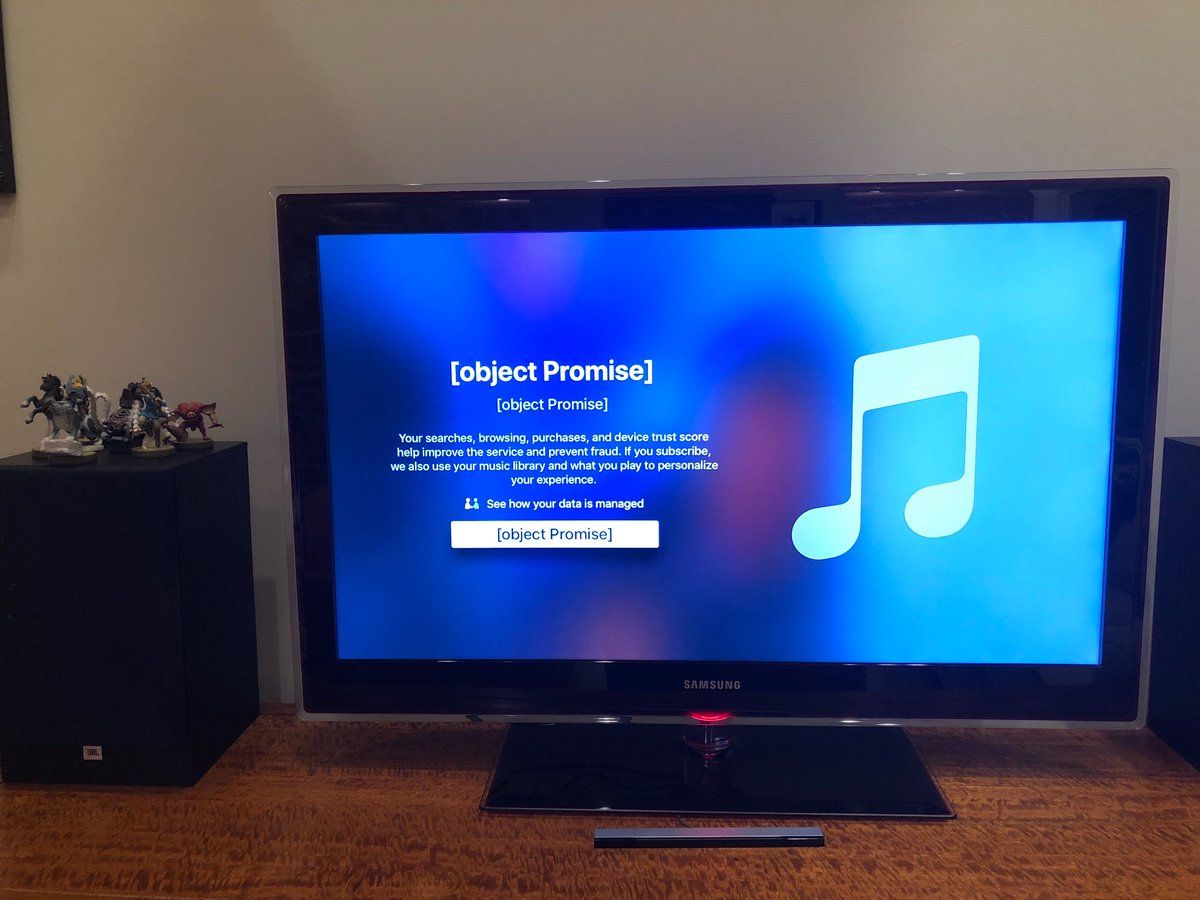 [object Promise]
[object Promise]
Your searches, browsing, purchases, and device trust score
help improve the service and prevent fraud. If you subscribe,
we also use your music library and what you play to personalize
your experience.
See how your data is managed
[object Promise]
SAMSUNG
JBL